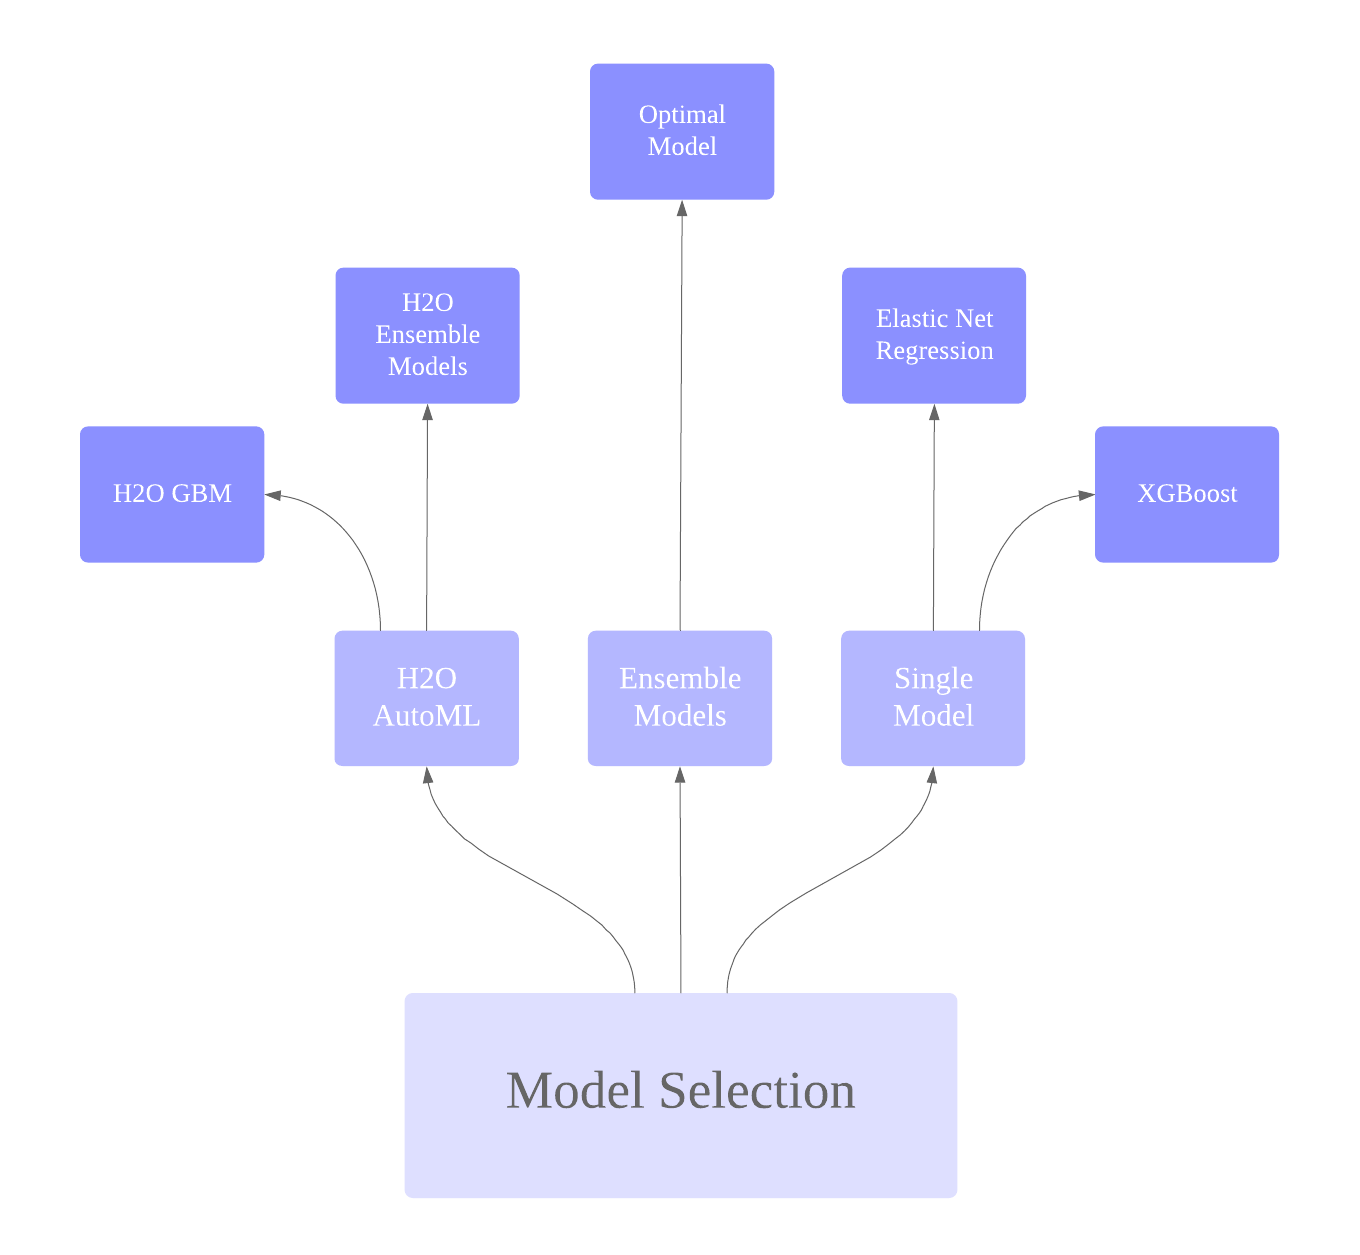 Optimal
Model
H2O
Ensemble
Models
Elastic Net
Regression
H2O GBM
XGBoost
H2O
AutoML
Ensemble
Models
Single
Model
Model Selection